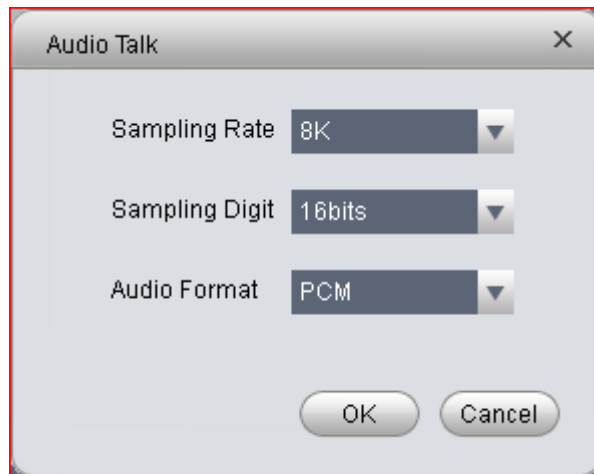 Audio Talk
Sampling Rate 8K
Sampling Digit 16bits
Audio Format PCM
OK Cancel